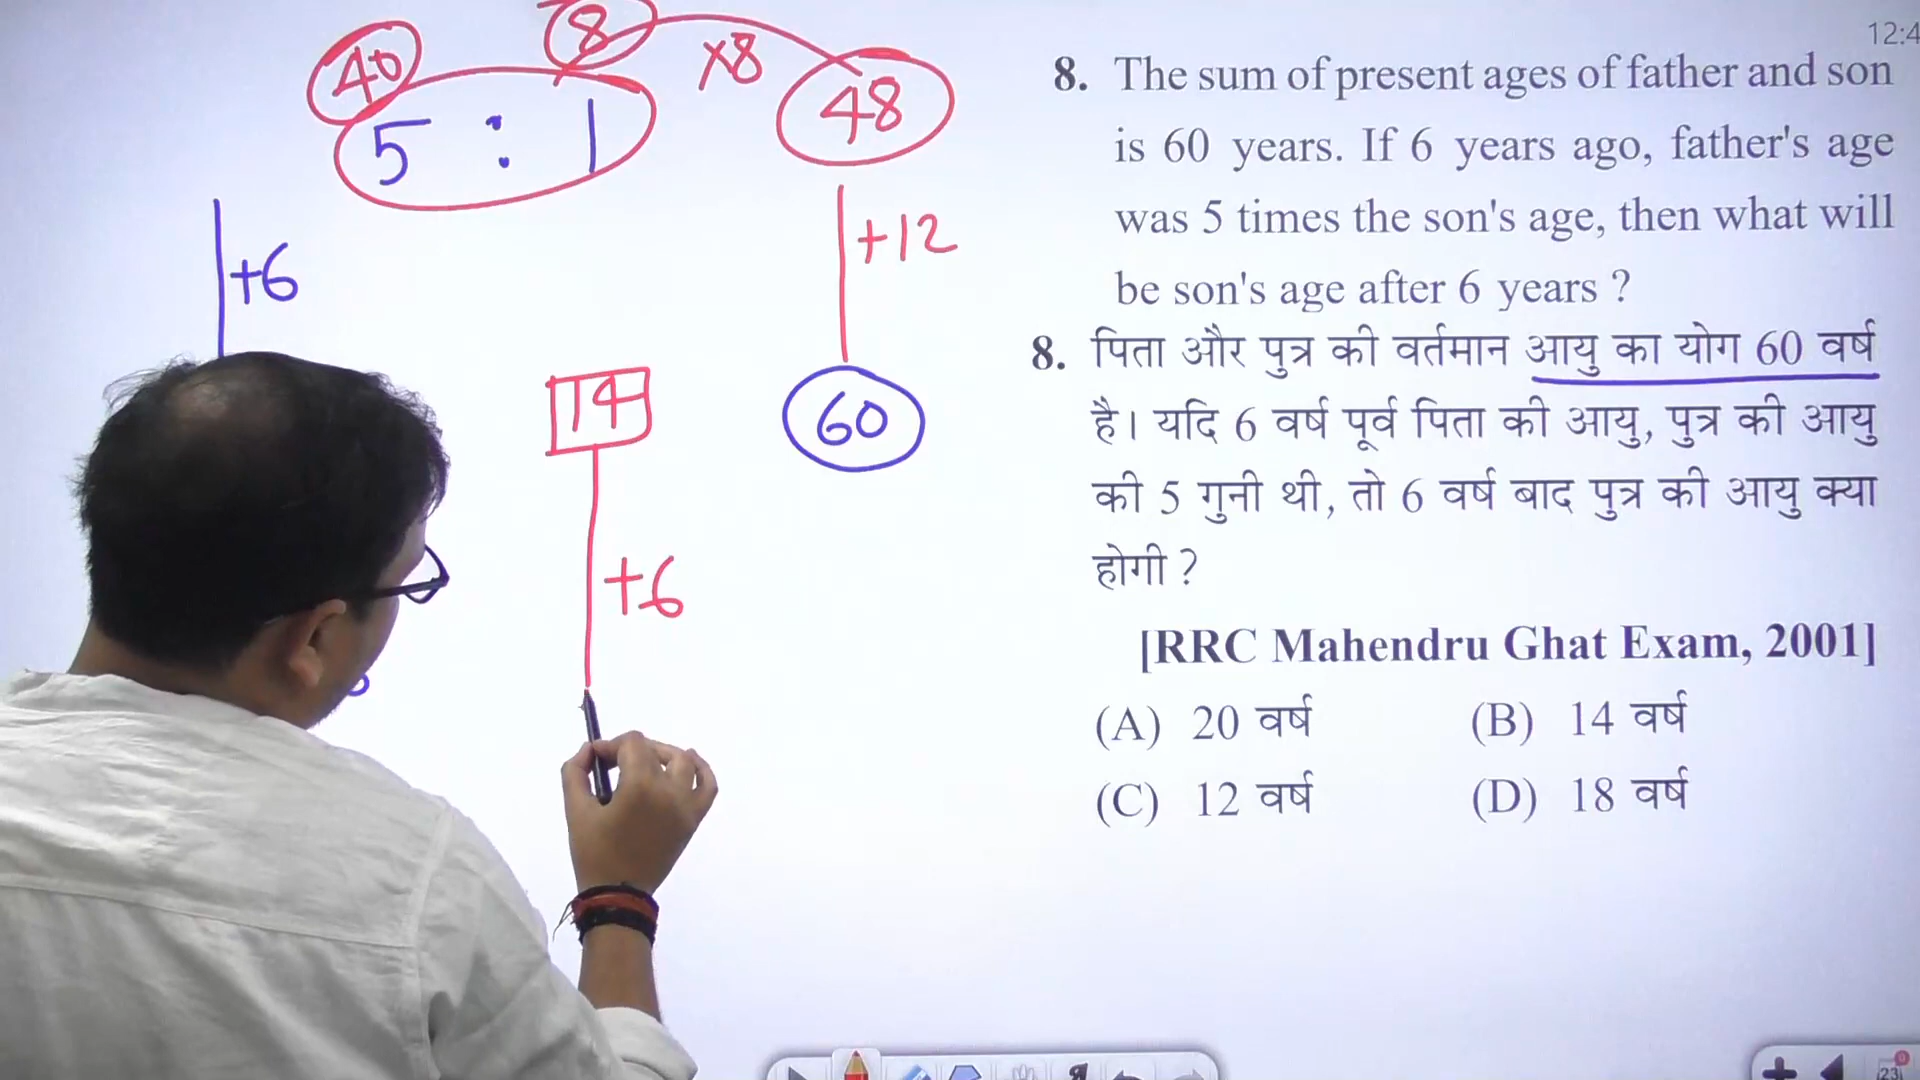 12:4
40
8
×8
48
5 : 1
+6
+12
14
60
+6
8. The sum of present ages of father and son
is 60 years. If 6 years ago, father's age
was 5 times the son's age, then what will
be son's age after 6 years ?
8. पिता और पुत्र की वर्तमान आयु का योग 60 वर्ष
है। यदि 6 वर्ष पूर्व पिता की आयु, पुत्र की आयु
की 5 गुनी थी, तो 6 वर्ष बाद पुत्र की आयु क्या
होगी ?
[RRC Mahendru Ghat Exam, 2001]
(A) 20 वर्ष (B) 14 वर्ष
(C) 12 वर्ष (D) 18 वर्ष